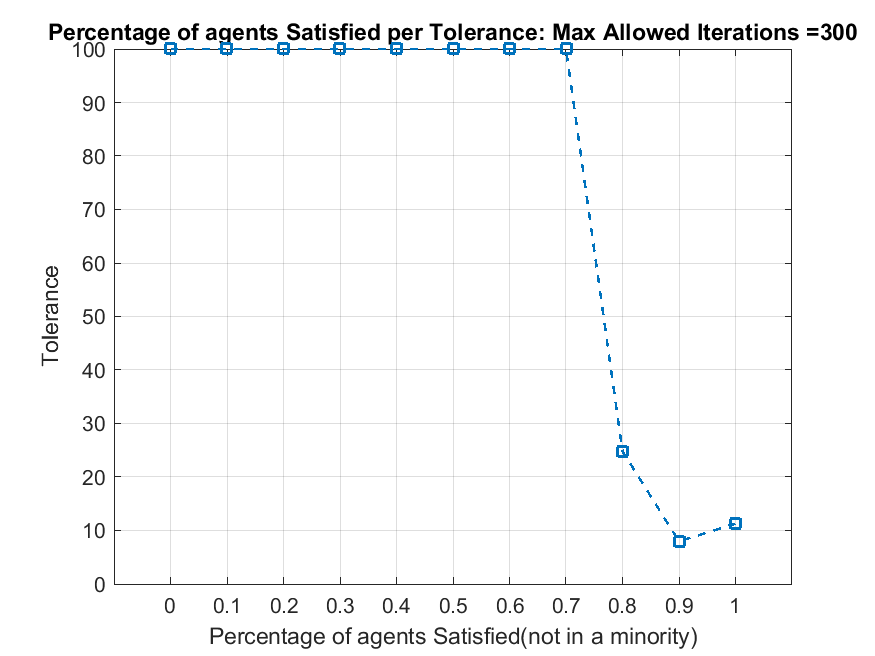 Percentage of agents Satisfied per Tolerance: Max Allowed Iterations =300
100
90
80
70
60
50
40
30
20
10
0
Tolerance
0 0.1 0.2 0.3 0.4 0.5 0.6 0.7 0.8 0.9 1
Percentage of agents Satisfied(not in a minority)